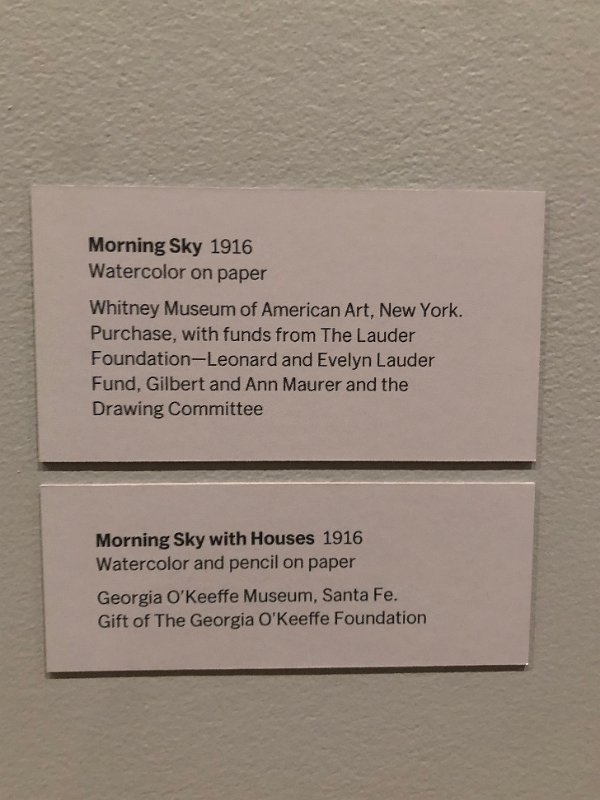 Morning Sky 1916
Watercolor on paper
Whitney Museum of American Art, New York.
Purchase, with funds from The Lauder
Foundation—Leonard and Evelyn Lauder
Fund, Gilbert and Ann Maurer and the
Drawing Committee
Morning Sky with Houses 1916
Watercolor and pencil on paper
Georgia O'Keeffe Museum, Santa Fe.
Gift of The Georgia O'Keeffe Foundation